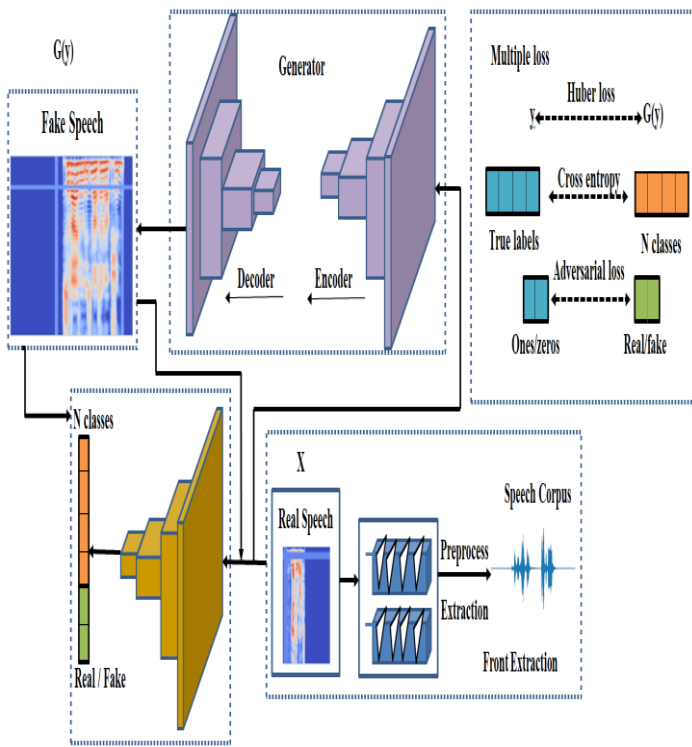 G(y)
Fake Speech
Generator
Decoder
Encoder
Multiple loss
Huber loss
y
G(y)
Cross entropy
True labels
N classes
Adversarial loss
Ones/zeros
Real/fake
N classes
Real / Fake
X
Real Speech
Preprocess
Extraction
Speech Corpus
Front Extraction